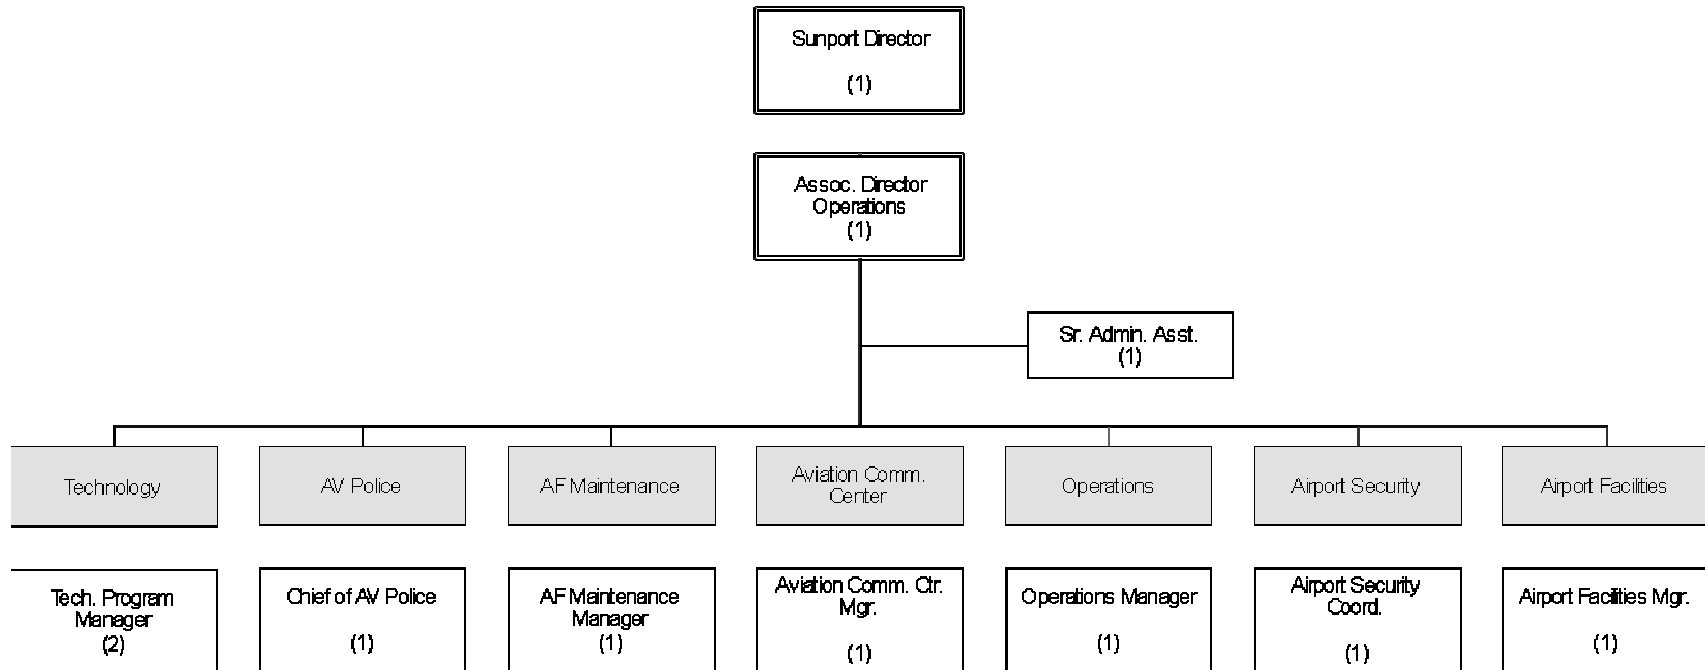 Sunport Director
(1)
Assoc. Director
Operations
(1)
Sr. Admin. Asst.
(1)
Technology
AV Police
AF Maintenance
Aviation Comm.
Center
Operations
Airport Security
Airport Facilities
Tech. Program
Manager
(2)
Chief of AV Police
(1)
AF Maintenance
Manager
(1)
Aviation Comm. Ctr.
Mgr.
(1)
Operations Manager
(1)
Airport Security
Coord.
(1)
Airport Facilities Mgr.
(1)